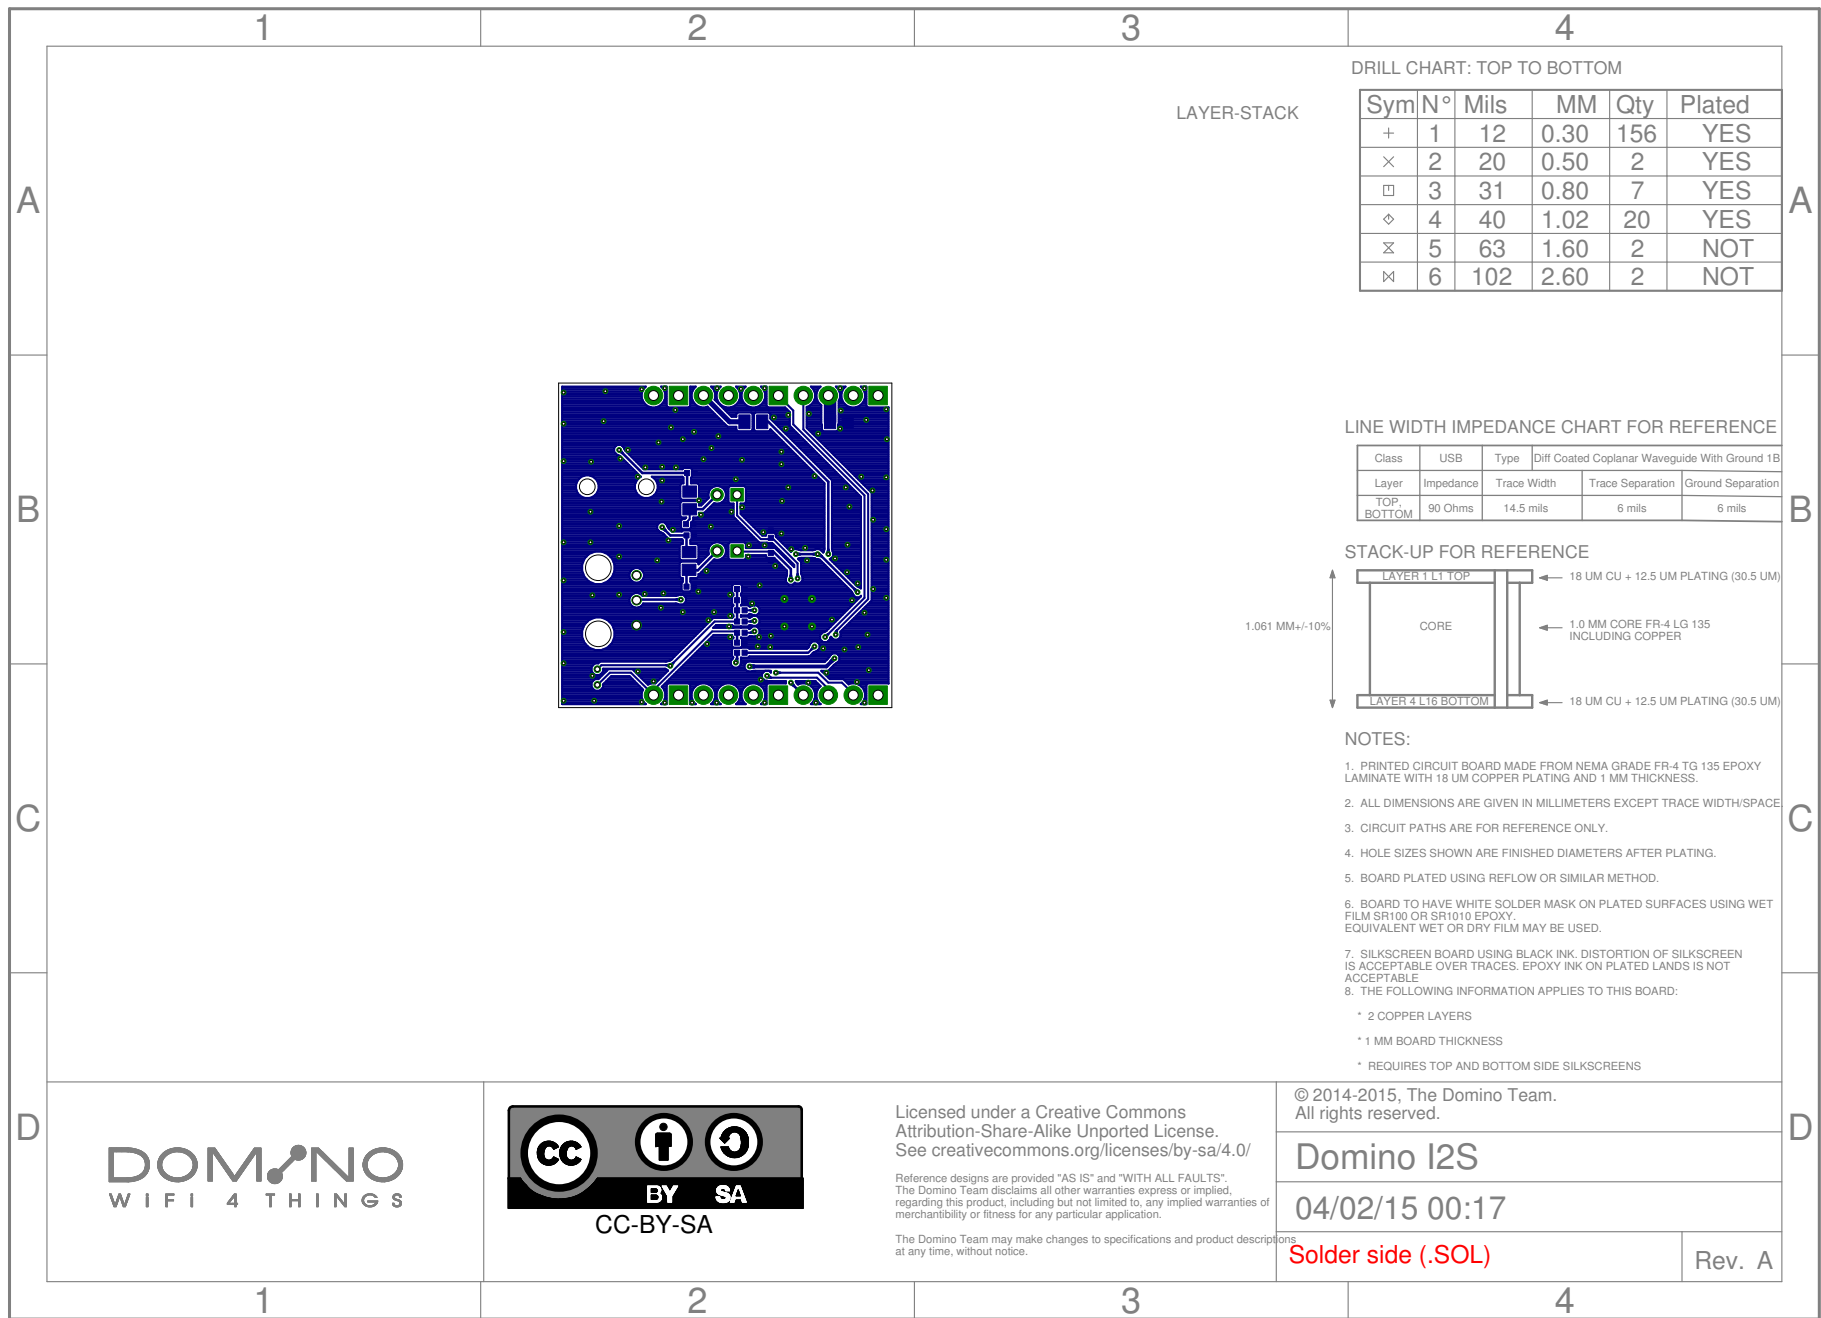 1 2 3 4
A
B
C
D
A
B
C
D
LAYER-STACK
DRILL CHART: TOP TO BOTTOM
Sym N° Mils MM Qty Plated
+ 1 12 0.30 156 YES
× 2 20 0.50 2 YES
3 31 0.80 7 YES
4 40 1.02 20 YES
5 63 1.60 2 NOT
6 102 2.60 2 NOT
LINE WIDTH IMPEDANCE CHART FOR REFERENCE
Class USB Type Diff Coated Coplanar Waveguide With Ground 1B
Layer Impedance Trace Width Trace Separation Ground Separation
TOP,
BOTTOM 90 Ohms 14.5 mils 6 mils 6 mils
STACK-UP FOR REFERENCE
LAYER 1 L1 TOP 18 UM CU + 12.5 UM PLATING (30.5 UM)
1.061 MM+/-10% CORE 1.0 MM CORE FR-4 LG 135
INCLUDING COPPER
LAYER 4 L16 BOTTOM 18 UM CU + 12.5 UM PLATING (30.5 UM)
NOTES:
1. PRINTED CIRCUIT BOARD MADE FROM NEMA GRADE FR-4 TG 135 EPOXY
LAMINATE WITH 18 UM COPPER PLATING AND 1 MM THICKNESS.
2. ALL DIMENSIONS ARE GIVEN IN MILLIMETERS EXCEPT TRACE WIDTH/SPACE
3. CIRCUIT PATHS ARE FOR REFERENCE ONLY.
4. HOLE SIZES SHOWN ARE FINISHED DIAMETERS AFTER PLATING.
5. BOARD PLATED USING REFLOW OR SIMILAR METHOD.
6. BOARD TO HAVE WHITE SOLDER MASK ON PLATED SURFACES USING WET
FILM SR100 OR SR1010 EPOXY.
EQUIVALENT WET OR DRY FILM MAY BE USED.
7. SILKSCREEN BOARD USING BLACK INK. DISTORTION OF SILKSCREEN
IS ACCEPTABLE OVER TRACES. EPOXY INK ON PLATED LANDS IS NOT
ACCEPTABLE
8. THE FOLLOWING INFORMATION APPLIES TO THIS BOARD:
* 2 COPPER LAYERS
* 1 MM BOARD THICKNESS
* REQUIRES TOP AND BOTTOM SIDE SILKSCREENS
DOMINO
WIFI 4 THINGS
cc
BY SA
CC-BY-SA
Licensed under a Creative Commons
Attribution-Share-Alike Unported License.
See creativecommons.org/licenses/by-sa/4.0/
Reference designs are provided "AS IS" and "WITH ALL FAULTS".
The Domino Team disclaims all other warranties express or implied,
regarding this product, including but not limited to, any implied warranties of
merchantibility or fitness for any particular application.
The Domino Team may make changes to specifications and product descriptions
at any time, without notice.
© 2014-2015, The Domino Team.
All rights reserved.
Domino I2S
04/02/15 00:17
Solder side (.SOL)
Rev. A
1 2 3 4